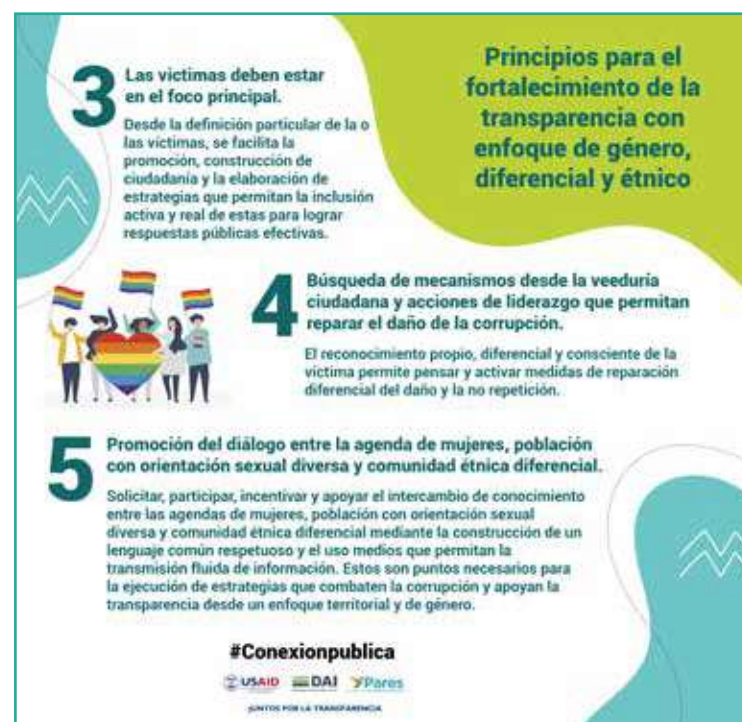 Principios para el
fortalecimiento de la
transparencia con
enfoque de género,
diferencial y étnico
3
Las victimas deben estar
en el foco principal.
Desde la definición particular de la o
las víctimas, se facilita la
promoción, construcción de
ciudadanía y la elaboración de
estrategias que permitan la inclusión
activa y real de estas para lograr
respuestas públicas efectivas.
4
Búsqueda de mecanismos desde la veeduría
ciudadana y acciones de liderazgo que permitan
reparar el daño de la corrupción.
El reconocimiento propio, diferencial y consciente de la
víctima permite pensar y activar medidas de reparación
diferencial del daño y la no repetición.
5
Promoción del diálogo entre la agenda de mujeres, población
con orientación sexual diversa y comunidad étnica diferencial.
Solicitar, participar, incentivar y apoyar el intercambio de conocimiento
entre las agendas de mujeres, población con orientación sexual
diversa y comunidad étnica diferencial mediante la construcción de un
lenguaje común respetuoso y el uso medios que permitan la
transmisión fluida de información. Estos son puntos necesarios para
la ejecución de estrategias que combaten la corrupción y apoyan la
transparencia desde un enfoque territorial y de género.
#Conexionpublica
USAID DAI Pares
JUNTOS POR LA TRANSPARENCIA